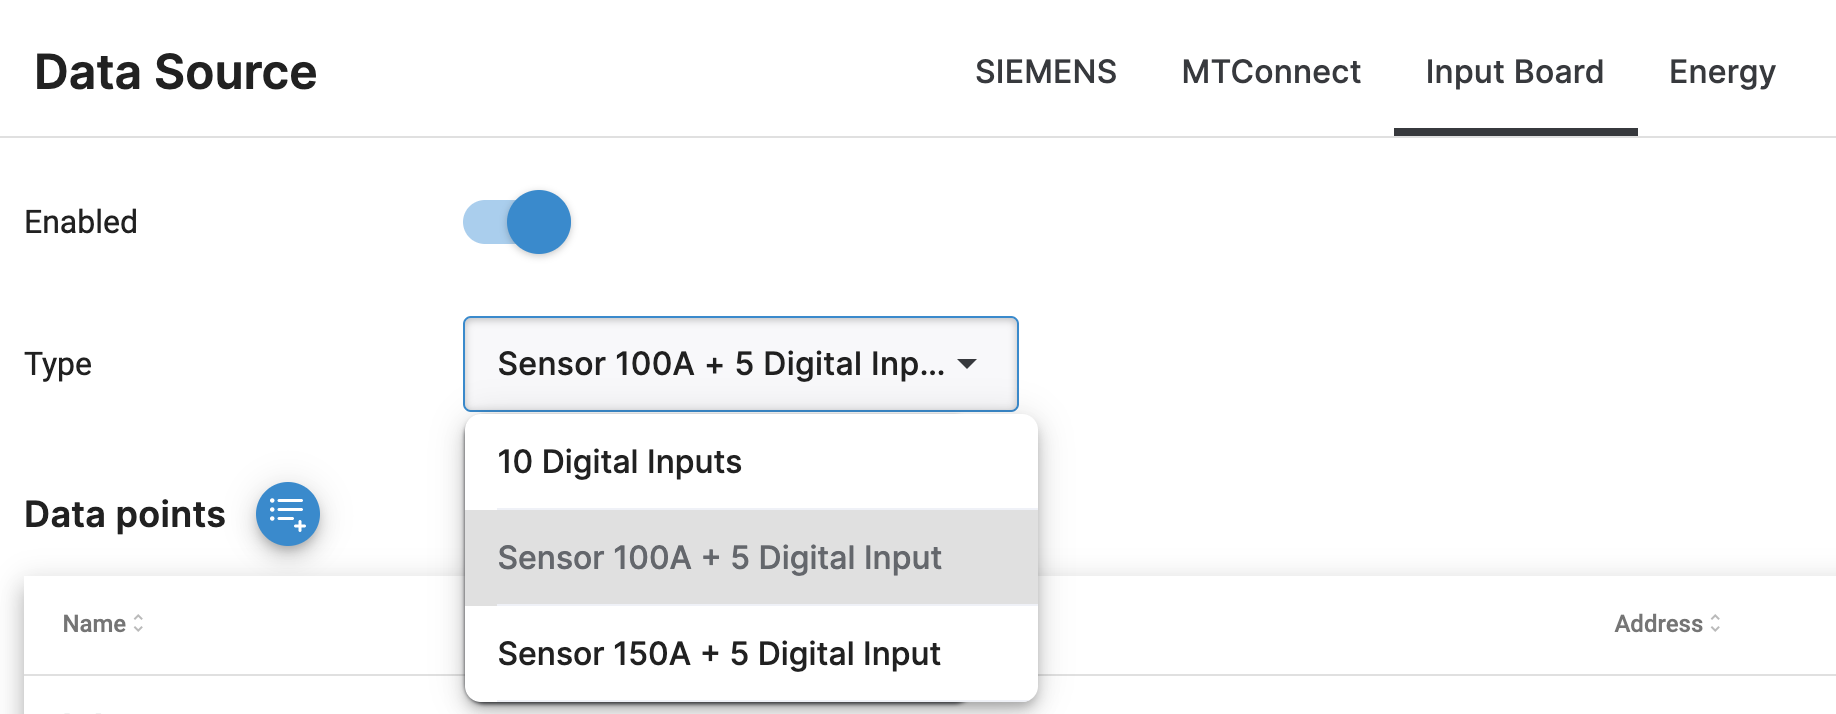 Data Source
SIEMENS MTConnect Input Board Energy
Enabled
Type
Sensor 100A + 5 Digital Inp...
10 Digital Inputs
Data points
Sensor 100A + 5 Digital Input
Name
Address
Sensor 150A + 5 Digital Input